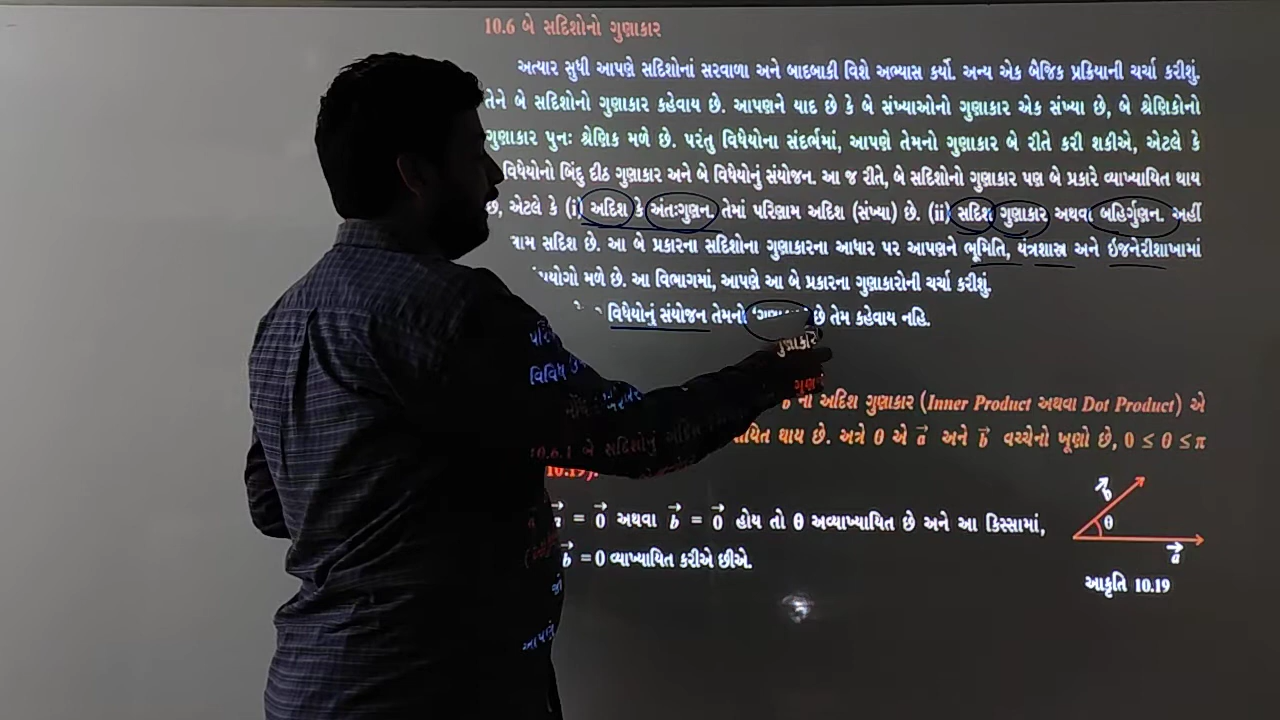 10.6 બે સદિશોનો ગુણાકાર
અત્યાર સુધી આપણે સદિશોનાં સરવાળા અને બાદબાકી વિશે અભ્યાસ કર્યો. અન્ય એક બૈજિક પ્રક્રિયાની ચર્ચા કરીશું.
તેને બે સદિશોનો ગુણાકાર કહેવાય છે. આપણને યાદ છે કે બે સંખ્યાઓનો ગુણાકાર એક સંખ્યા છે, બે શ્રેણિકોનો
ગુણાકાર પુનઃ શ્રેણિક મળે છે. પરંતુ વિધેયોના સંદર્ભમાં, આપણે તેમનો ગુણાકાર બે રીતે કરી શકીએ, એટલે કે
વિધેયોનો બિંદુ દીઠ ગુણાકાર અને બે વિધેયોનું સંયોજન. આ જ રીતે, બે સદિશોનો ગુણાકાર પણ બે પ્રકારે વ્યાખ્યાયિત થાય
છે, એટલે કે (i) અદિશ કે અંતઃગુણન. તેમાં પરિણામ અદિશ (સંખ્યા) છે. (ii) સદિશ ગુણાકાર અથવા બહિર્ગુણન. અહીં
સદિશ છે. આ બે પ્રકારના સદિશોના ગુણાકારના આધાર પર આપણને ભૂમિતિ, યંત્રશાસ્ત્ર અને ઇજનેરીશાખામાં
મળે છે. આ વિભાગમાં, આપણે આ બે પ્રકારના ગુણાકારોની ચર્ચા કરીશું.
વિધેયોનું સંયોજન તેમનો છે તેમ કહેવાય નહિ.
ગુણાકાર
વિવિધ
અદિશ ગુણાકાર (Inner Product અથવા Dot Product) એ
10.6.1 બે સદિશોનું અદિશ
થાય છે. અત્રે θ એ a⃗ અને b⃗ વચ્ચેનો ખૂણો છે, 0 ≤ θ ≤ π
10.19).
a⃗ = 0⃗ અથવા b⃗ = 0⃗ હોય તો θ અવ્યાખ્યાયિત છે અને આ કિસ્સામાં,
b⃗ = 0 વ્યાખ્યાયિત કરીએ છીએ.
b⃗
θ
a⃗
આકૃતિ 10.19